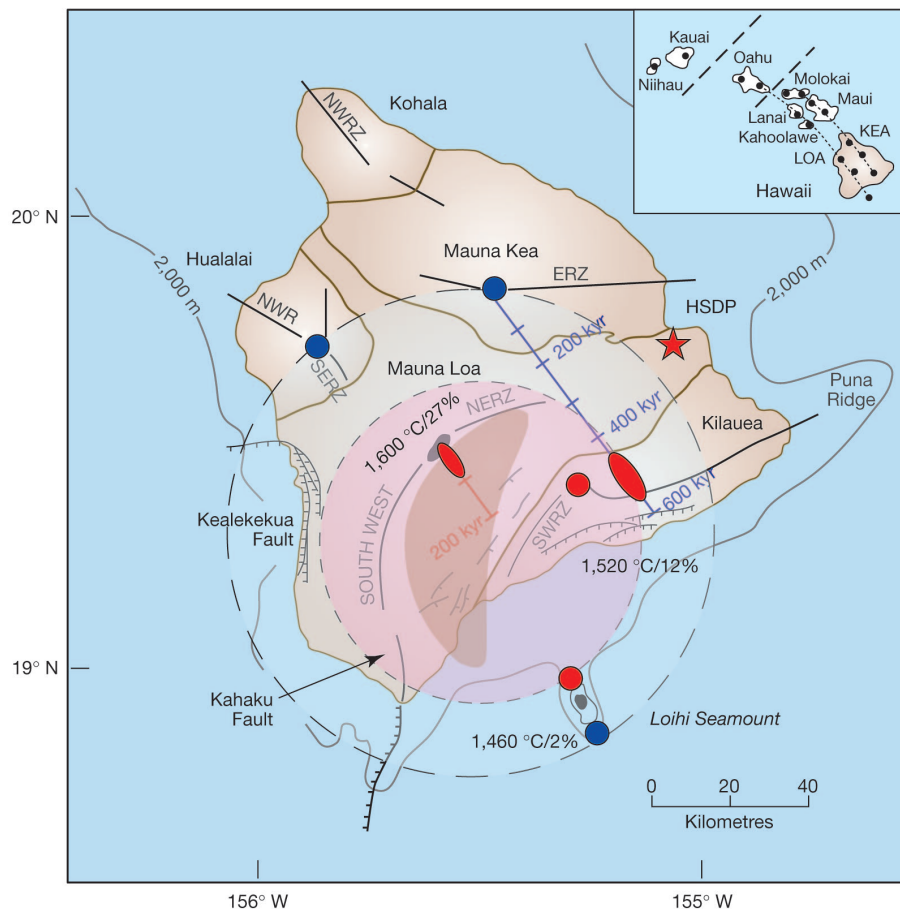 Kauai
Niihau
Oahu
Molokai
Maui
Lanai
Kahoolawe
KEA
LOA
Hawaii
NWRZ
Kohala
20° N
2,000 m
Hualalai
Mauna Kea
ERZ
2,000 m
NWR
HSDP
200 kyr
SERZ
Mauna Loa
Puna
Ridge
1,600 °C/27%
NERZ
400 kyr
Kilauea
600 kyr
Kealekekua
Fault
SOUTH WEST
200 kyr
SWRZ
1,520 °C/12%
19° N
Kahaku
Fault
Loihi Seamount
1,460 °C/2%
0 20 40
Kilometres
156° W
155° W